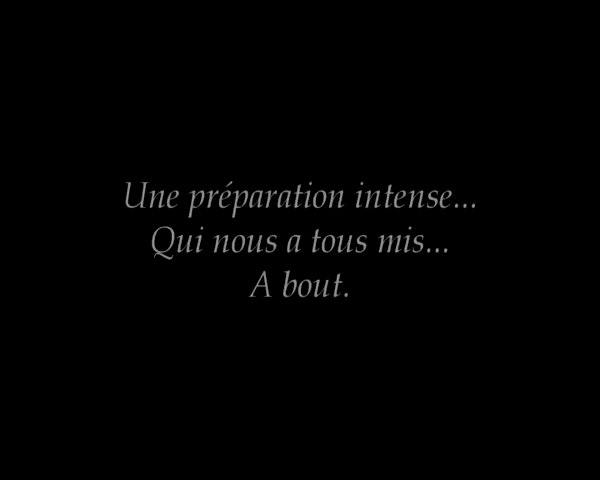 Une préparation intense...
Qui nous a tous mis...
A bout.